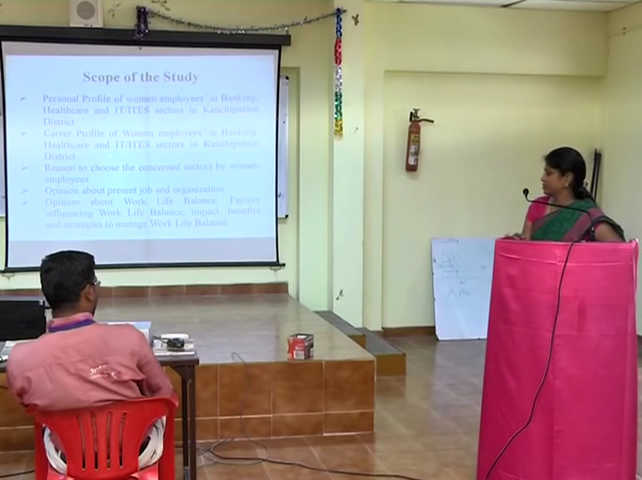 Scope of the Study
Personal Profile of women employees' in Banking,
Healthcare and IT/ITES sectors in Kanchipuram
District
Career Profile of Women employees' in Banking,
Healthcare and IT/ITES sectors in Kanchipuram
District
Reason to choose the concerned sectors by women
employees
Opinion about present job and organization
Opinion about Work Life Balance, Factors
influencing Work Life Balance, impact, benefits
and strategies to manage Work Life Balance